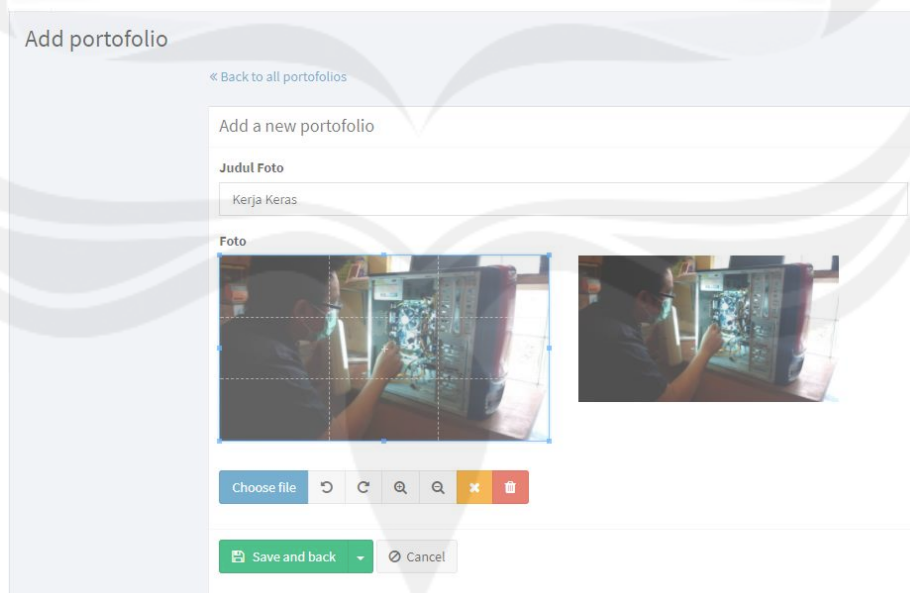 Add portofolio
« Back to all portofolios
Add a new portofolio
Judul Foto
Kerja Keras
Foto
Choose file
Save and back
Cancel